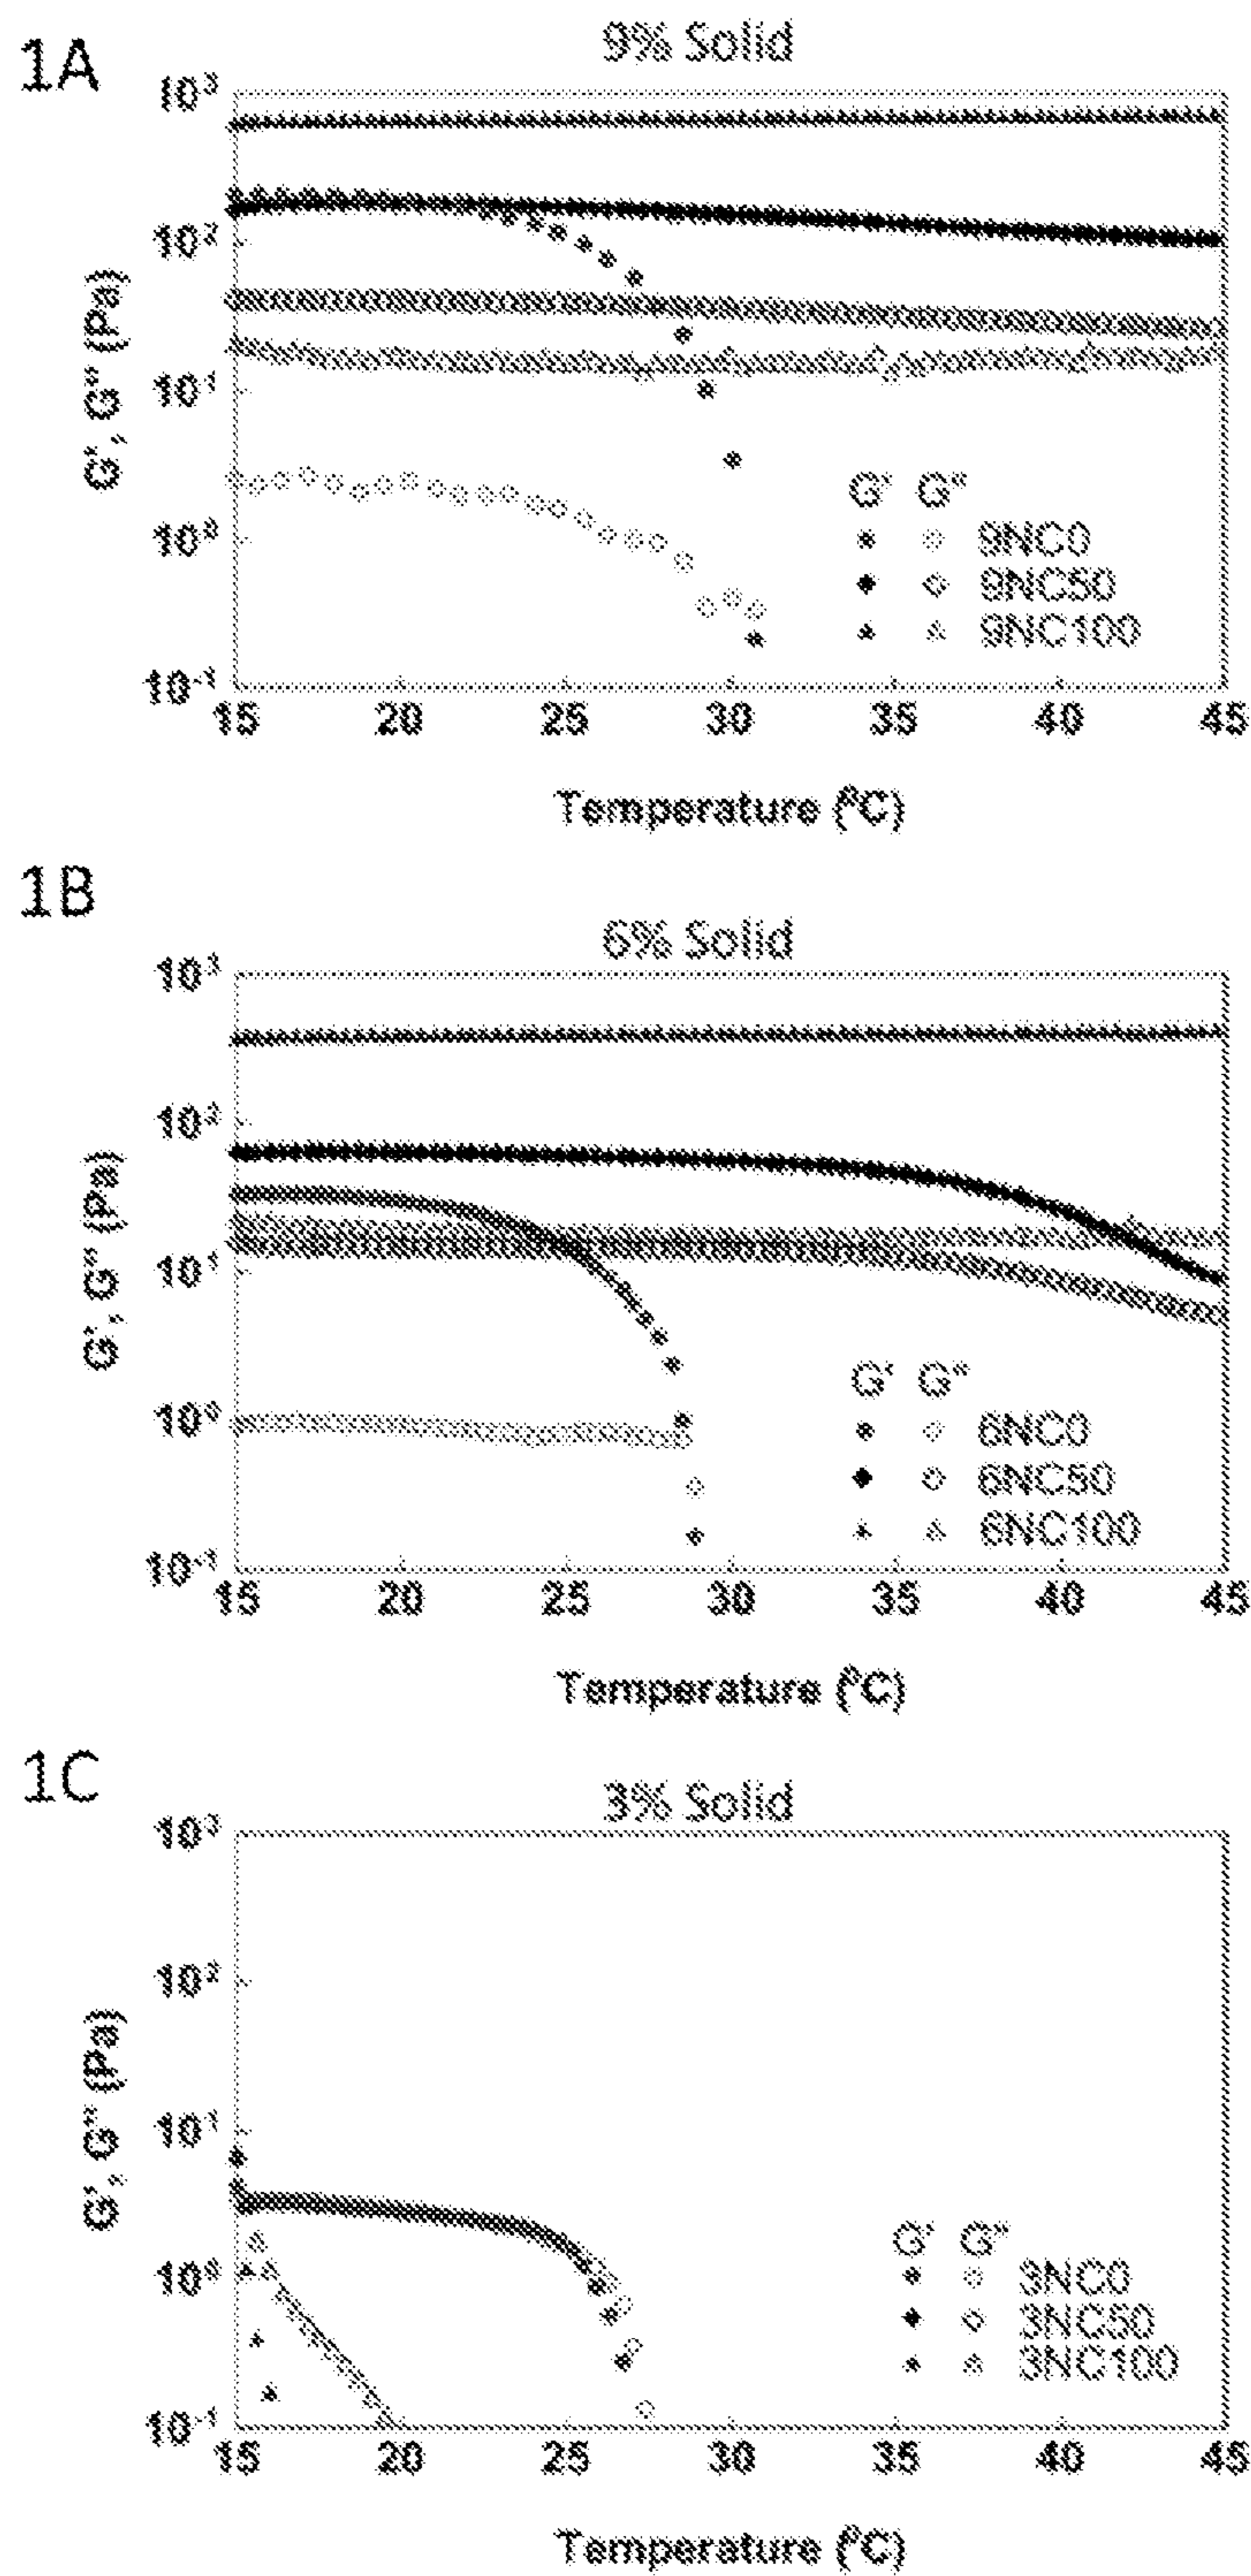 1A
9% Solid
10³
10²
10¹
10⁰
10⁻¹
G', G" (Pa)
G' G"
9NC0
9NC50
9NC100
15 20 25 30 35 40 45
Temperature (⁰C)
1B
6% Solid
10³
10²
10¹
10⁰
10⁻¹
G', G" (Pa)
G' G"
6NC0
6NC50
6NC100
15 20 25 30 35 40 45
Temperature (⁰C)
1C
3% Solid
10³
10²
10¹
10⁰
10⁻¹
G', G" (Pa)
G' G"
3NC0
3NC50
3NC100
15 20 25 30 35 40 45
Temperature (⁰C)